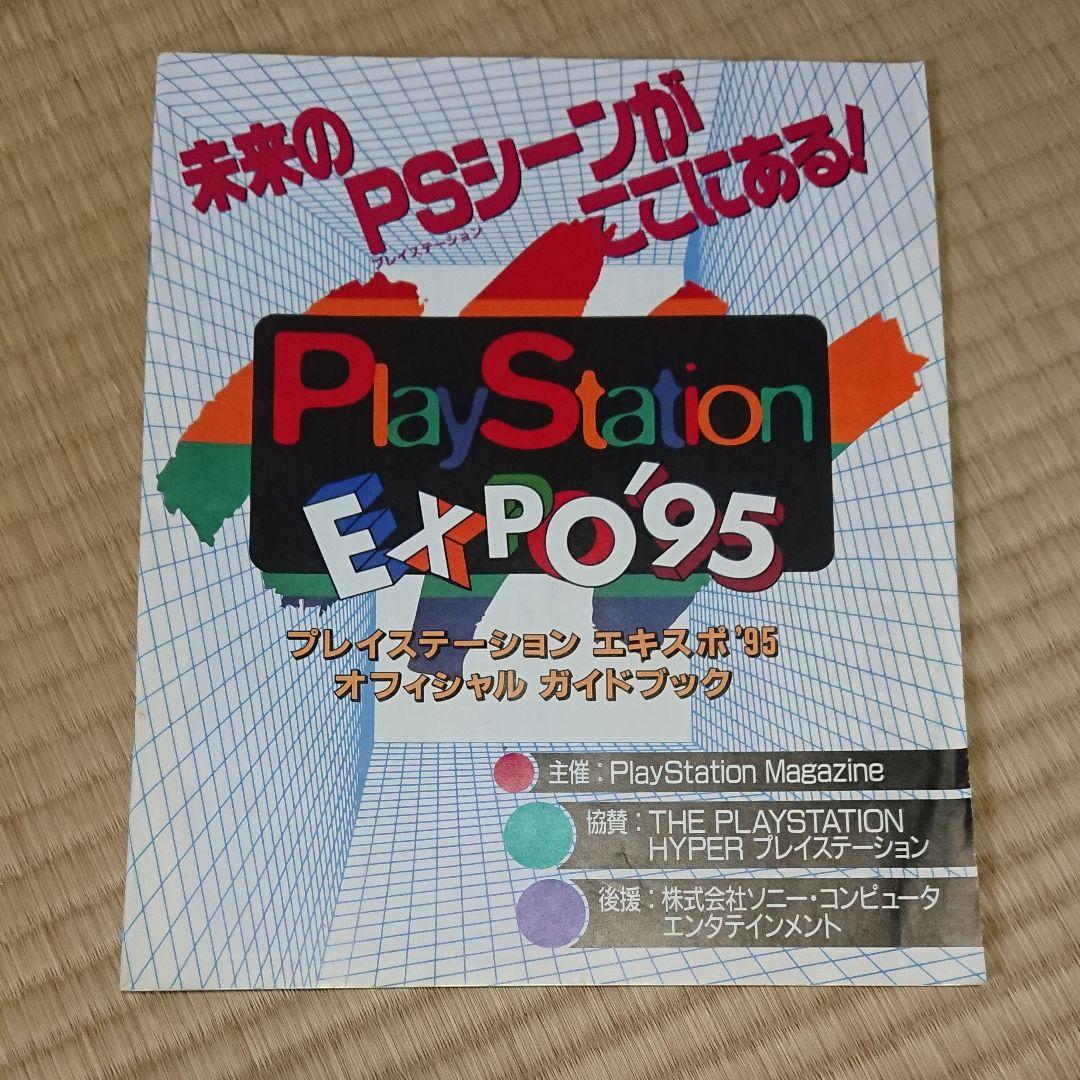 未来の
PSシーンが
プレイステーション
ここにある!
PlayStation
EXPO'95
プレイステーション エキスポ'95
オフィシャル ガイドブック
主催：PlayStation Magazine
協賛：THE PLAYSTATION
HYPER プレイステーション
後援：株式会社ソニー・コンピュータ
エンタテインメント